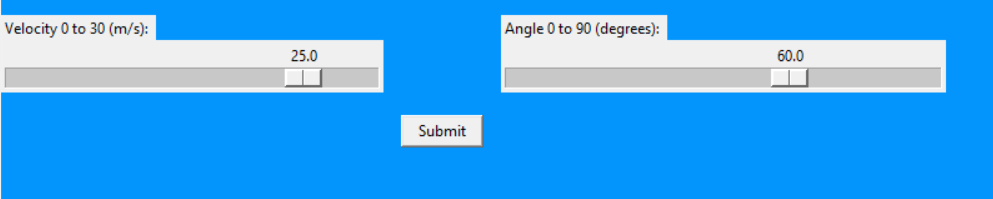 Velocity 0 to 30 (m/s):
Angle 0 to 90 (degrees):
25.0
60.0
Submit